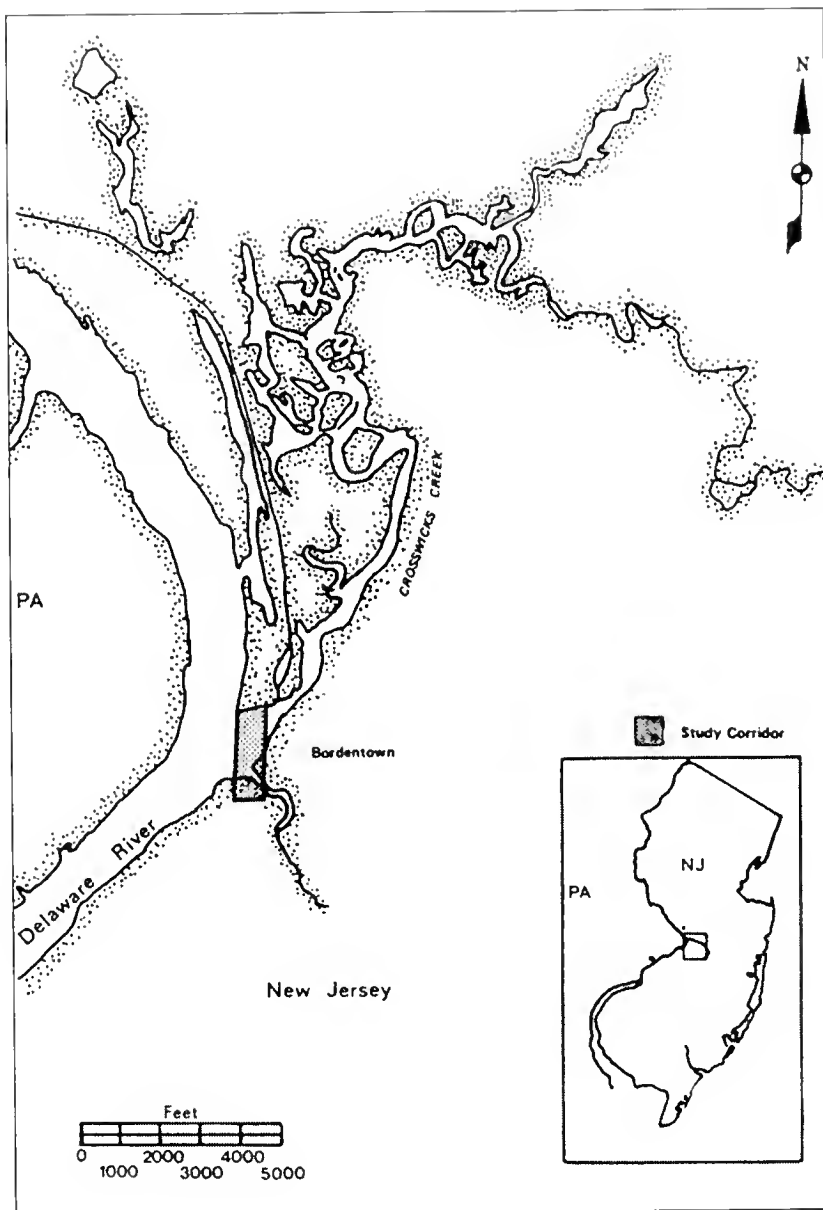 N
CROSSWICKS CREEK
PA
Study Corridor
Bordentown
Delaware River
NJ
PA
New Jersey
Feet
0 2000 4000
1000 3000 5000